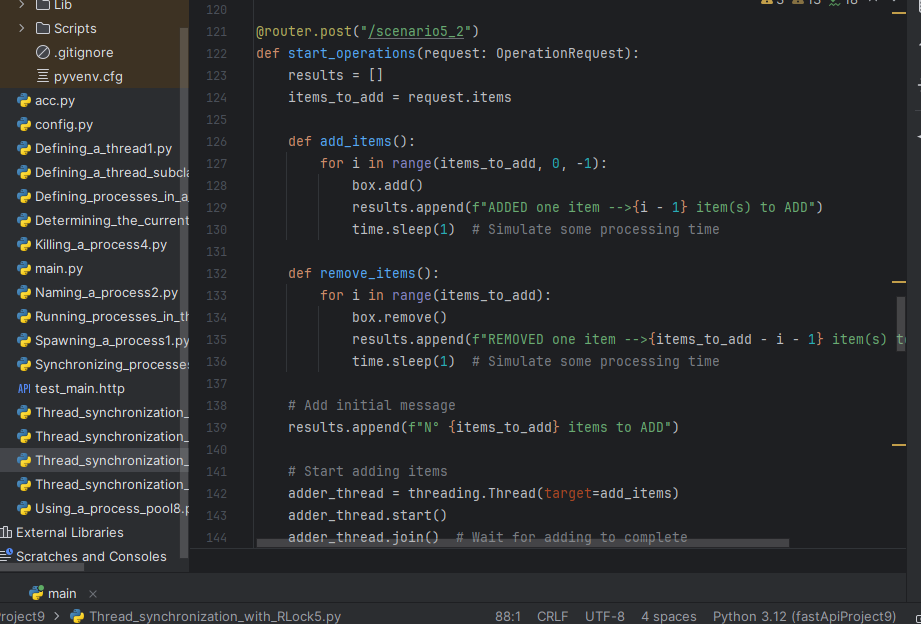 Lib
Scripts
.gitignore
pyvenv.cfg
acc.py
config.py
Defining_a_thread1.py
Defining_a_thread_subcla
Defining_processes_in_a
Determining_the_current
Killing_a_process4.py
main.py
Naming_a_process2.py
Running_processes_in_th
Spawning_a_process1.py
Synchronizing_processes
API test_main.http
Thread_synchronization_
Thread_synchronization_
Thread_synchronization_
Thread_synchronization_
Using_a_process_pool8.p
External Libraries
Scratches and Consoles
120
121 @router.post("/scenario5_2")
122 def start_operations(request: OperationRequest):
123     results = []
124     items_to_add = request.items
125
126     def add_items():
127         for i in range(items_to_add, 0, -1):
128             box.add()
129             results.append(f"ADDED one item -->{i - 1} item(s) to ADD")
130             time.sleep(1)  # Simulate some processing time
131
132     def remove_items():
133         for i in range(items_to_add):
134             box.remove()
135             results.append(f"REMOVED one item -->{items_to_add - i - 1} item(s) t
136             time.sleep(1)  # Simulate some processing time
137
138     # Add initial message
139     results.append(f"N° {items_to_add} items to ADD")
140
141     # Start adding items
142     adder_thread = threading.Thread(target=add_items)
143     adder_thread.start()
144     adder_thread.join()  # Wait for adding to complete
main
roject9 > Thread_synchronization_with_RLock5.py
88:1 CRLF UTF-8 4 spaces Python 3.12 (fastApiProject9)